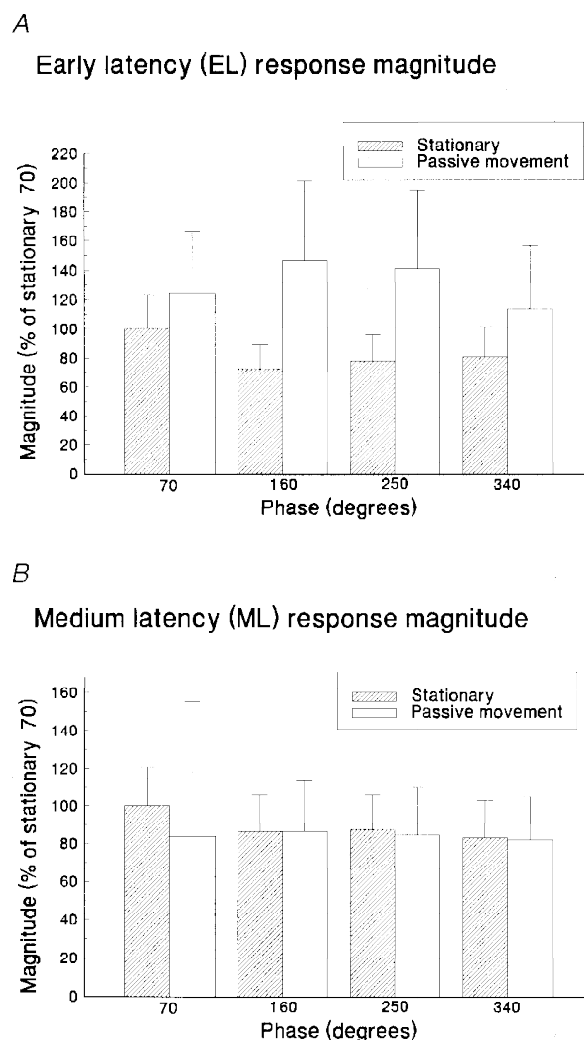 A
Early latency (EL) response magnitude
Stationary
Passive movement
220
200
180
160
140
120
100
80
60
40
20
0
Magnitude (% of stationary 70)
70 160 250 340
Phase (degrees)
B
Medium latency (ML) response magnitude
Stationary
Passive movement
160
140
120
100
80
60
40
20
0
Magnitude (% of stationary 70)
70 160 250 340
Phase (degrees)